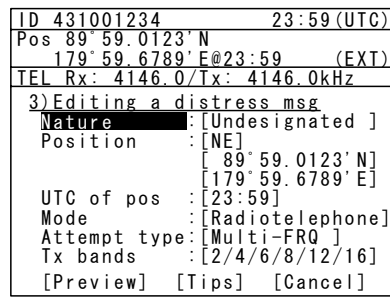 ID 431001234 23:59(UTC)
Pos 89°59.0123'N
179°59.6789'E@23:59 (EXT)
TEL Rx: 4146.0/Tx: 4146.0kHz
3)Editing a distress msg
Nature :[Undesignated ]
Position :[NE]
[ 89°59.0123'N]
[179°59.6789'E]
UTC of pos :[23:59]
Mode :[Radiotelephone]
Attempt type:[Multi-FRQ ]
Tx bands :[2/4/6/8/12/16]
[Preview] [Tips] [Cancel]